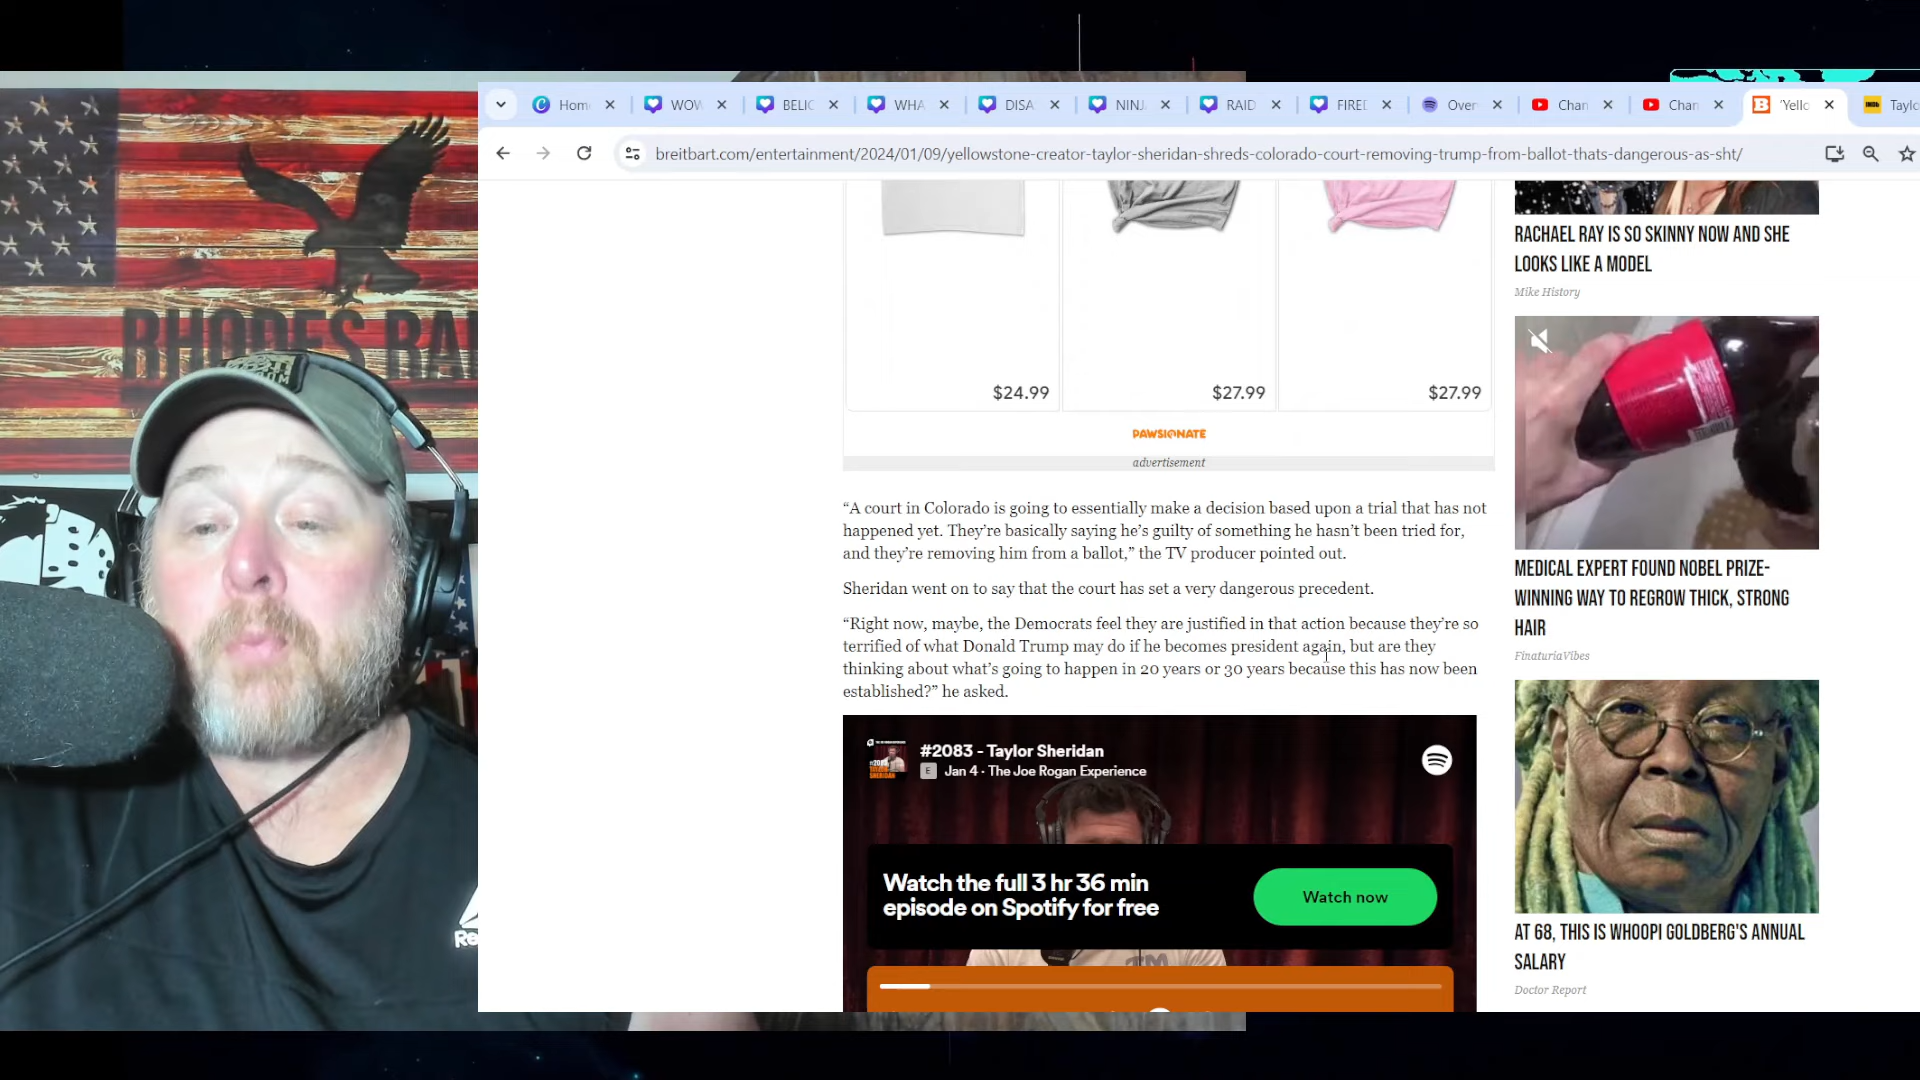 Hom
WOW
BELIC
WHA
DISA
NINJ
RAID
FIRED
Over
Chan
Chan
'Yello
Taylo
breitbart.com/entertainment/2024/01/09/yellowstone-creator-taylor-sheridan-shreds-colorado-court-removing-trump-from-ballot-thats-dangerous-as-sht/
RHODES RA
$24.99
$27.99
$27.99
PAWSIONATE
advertisement
“A court in Colorado is going to essentially make a decision based upon a trial that has not
happened yet. They’re basically saying he’s guilty of something he hasn’t been tried for,
and they’re removing him from a ballot,” the TV producer pointed out.
Sheridan went on to say that the court has set a very dangerous precedent.
“Right now, maybe, the Democrats feel they are justified in that action because they’re so
terrified of what Donald Trump may do if he becomes president again, but are they
thinking about what’s going to happen in 20 years or 30 years because this has now been
established?” he asked.
#2083 - Taylor Sheridan
E Jan 4 · The Joe Rogan Experience
Watch the full 3 hr 36 min
episode on Spotify for free
Watch now
RACHAEL RAY IS SO SKINNY NOW AND SHE
LOOKS LIKE A MODEL
Mike History
MEDICAL EXPERT FOUND NOBEL PRIZE-
WINNING WAY TO REGROW THICK, STRONG
HAIR
FinaturiaVibes
AT 68, THIS IS WHOOPI GOLDBERG'S ANNUAL
SALARY
Doctor Report
Re